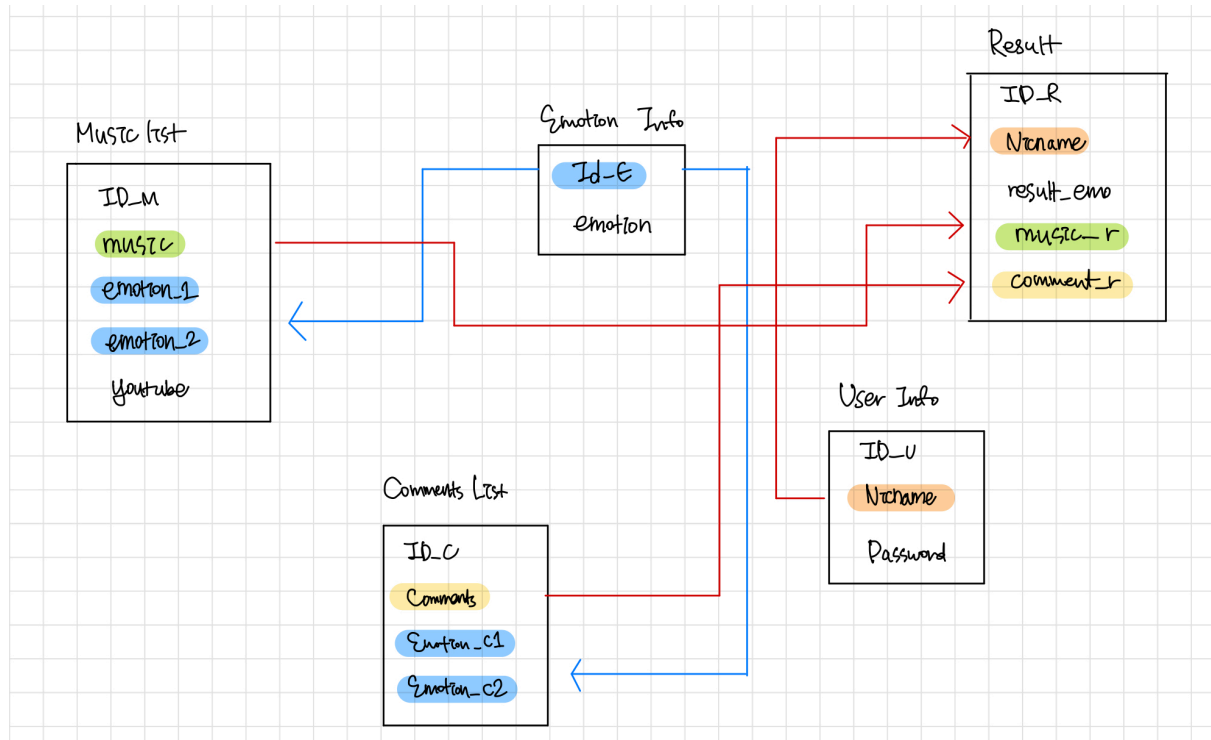 Music list
ID_M
music
emotion_1
emotion_2
Youtube
Emotion Info
Id_E
emotion
Result
ID_R
Nicname
result_emo
music_r
comment_r
User Info
ID_U
Nicname
Password
Comments List
ID_C
Comments
Emotion_c1
Emotion_c2